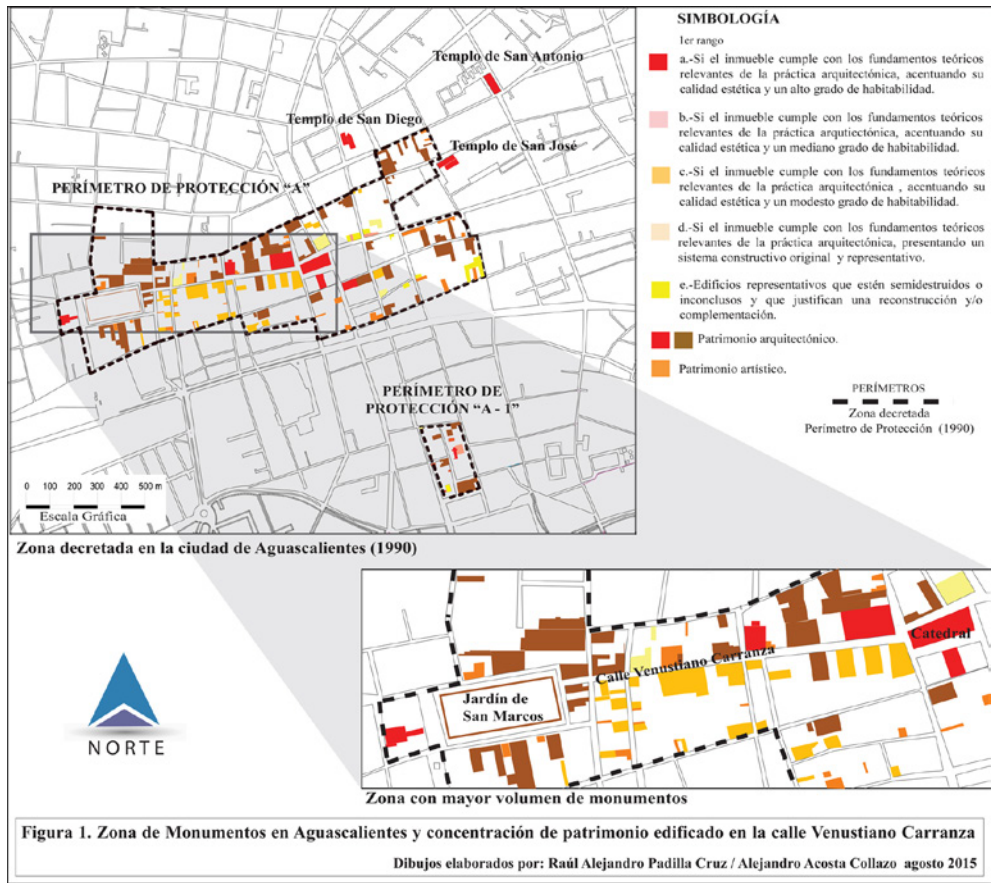 SIMBOLOGÍA
1er rango
a.-Si el inmueble cumple con los fundamentos teóricos
relevantes de la práctica arquitectónica, acentuando su
calidad estética y un alto grado de habitabilidad.
b.-Si el inmueble cumple con los fundamentos teóricos
relevantes de la práctica arqutiectónica, acentuando su
calidad estética y un mediano grado de habitabilidad.
c.-Si el inmueble cumple con los fundamentos teóricos
relevantes de la práctica arquitectónica , acentuando su
calidad estética y un modesto grado de habitabilidad.
d.-Si el inmueble cumple con los fundamentos teóricos
relevantes de la práctica arquitectónica, presentando un
sistema constructivo original y representativo.
e.-Edificios representativos que estén semidestruidos o
inconclusos y que justifican una reconstrucción y/o
complementación.
Patrimonio arquitectónico.
Patrimonio artístico.
PERÍMETROS
Zona decretada
Perímetro de Protección (1990)
Templo de San Antonio
Templo de San Diego
Templo de San José
PERÍMETRO DE PROTECCIÓN “A”
PERÍMETRO DE
PROTECCIÓN “A - 1”
0 100 200 300 400 500 m
Escala Gráfica
Zona decretada en la ciudad de Aguascalientes (1990)
Catedral
Calle Venustiano Carranza
Jardín de
San Marcos
NORTE
Zona con mayor volumen de monumentos
Figura 1. Zona de Monumentos en Aguascalientes y concentración de patrimonio edificado en la calle Venustiano Carranza
Dibujos elaborados por: Raúl Alejandro Padilla Cruz / Alejandro Acosta Collazo agosto 2015